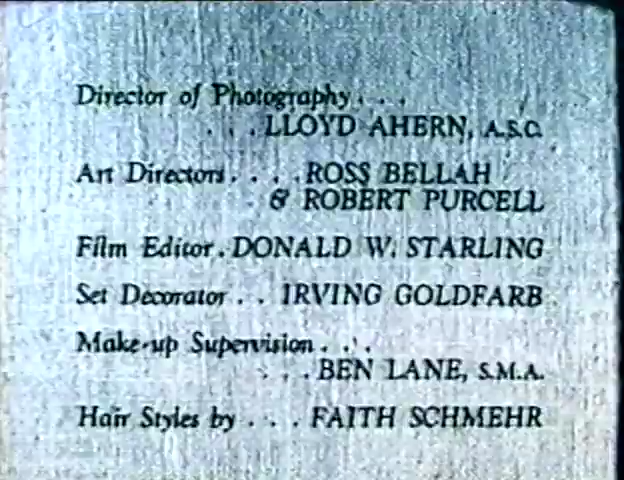 Director of Photography . . .
. . . LLOYD AHERN, A.S.C.
Art Directors . . . . ROSS BELLAH
& ROBERT PURCELL
Film Editor . DONALD W. STARLING
Set Decorator . . IRVING GOLDFARB
Make-up Supervision . . .
. . . BEN LANE, S.M.A.
Hair Styles by . . . FAITH SCHMEHR